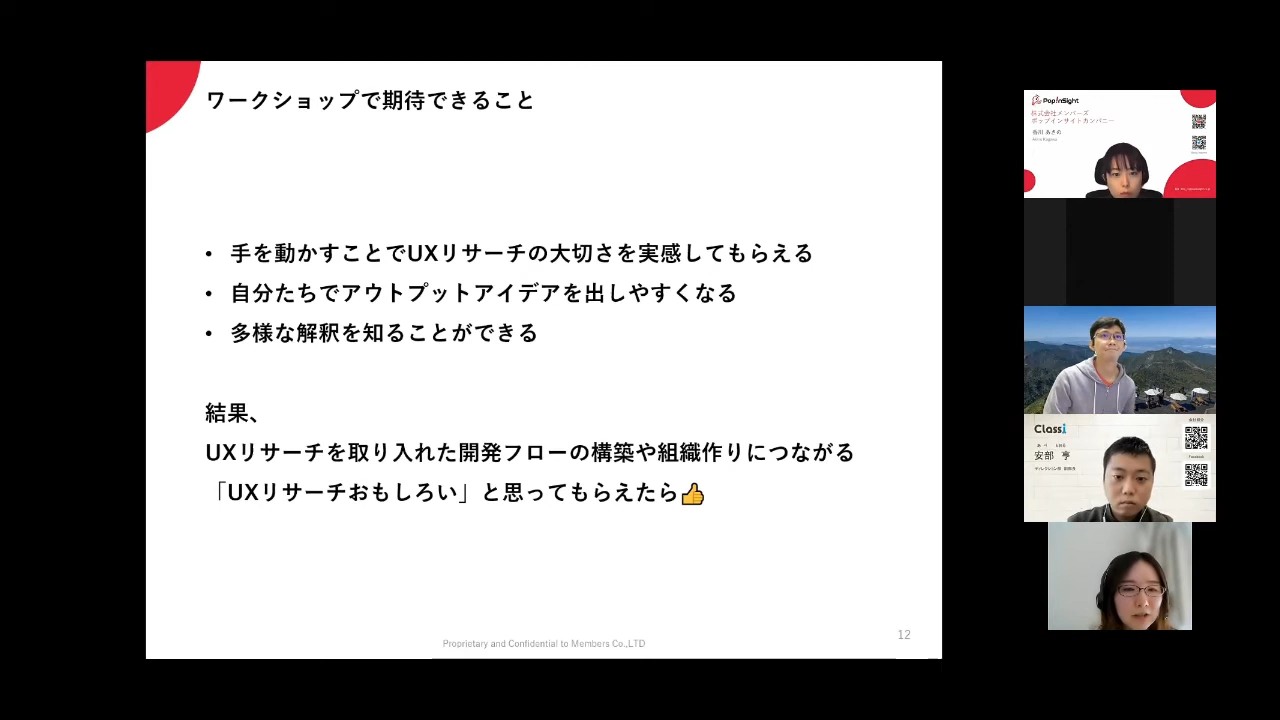 ワークショップで期待できること
• 手を動かすことでUXリサーチの大切さを実感してもらえる
• 自分たちでアウトプットアイデアを出しやすくなる
• 多様な解釈を知ることができる
結果、
UXリサーチを取り入れた開発フローの構築や組織作りにつながる
「UXリサーチおもしろい」と思ってもらえたら👍
Proprietary and Confidential to Members Co.,LTD
12
PopInSight
株式会社メンバーズ
ポップインサイトカンパニー
Classi
安部 亨